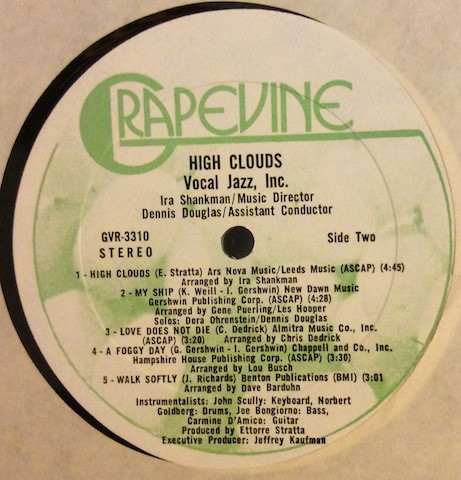 GRAPEVINE
HIGH CLOUDS
Vocal Jazz, Inc.
Ira Shankman/Music Director
Dennis Douglas/Assistant Conductor
GVR-3310
STEREO
Side Two
1 - HIGH CLOUDS (E. Stratta) Ars Nova Music/Leeds Music (ASCAP) (4:45)
Arranged by Ira Shankman
2 - MY SHIP (K. Weill - I. Gershwin) New Dawn Music
Gershwin Publishing Corp. (ASCAP) (4:28)
Arranged by Gene Puerling/Les Hooper
Solos: Dora Ohrenstein/Dennis Douglas
3 - LOVE DOES NOT DIE (C. Dedrick) Almitra Music Co., Inc.
(ASCAP) (3:20) Arranged by Chris Dedrick
4 - A FOGGY DAY (G. Gershwin - I. Gershwin) Chappell and Co., Inc.
Hampshire House Publishing Corp. (ASCAP) (3:30)
Arranged by Lou Busch
5 - WALK SOFTLY (J. Richards) Benton Publications (BMI) (3:01
Arranged by Dave Barduhn
Instrumentalists: John Scully: Keyboard, Norbert
Goldberg: Drums, Joe Bongiorno: Bass,
Carmine D'Amico: Guitar
Produced by Ettorre Stratta
Executive Producer: Jeffrey Kaufman